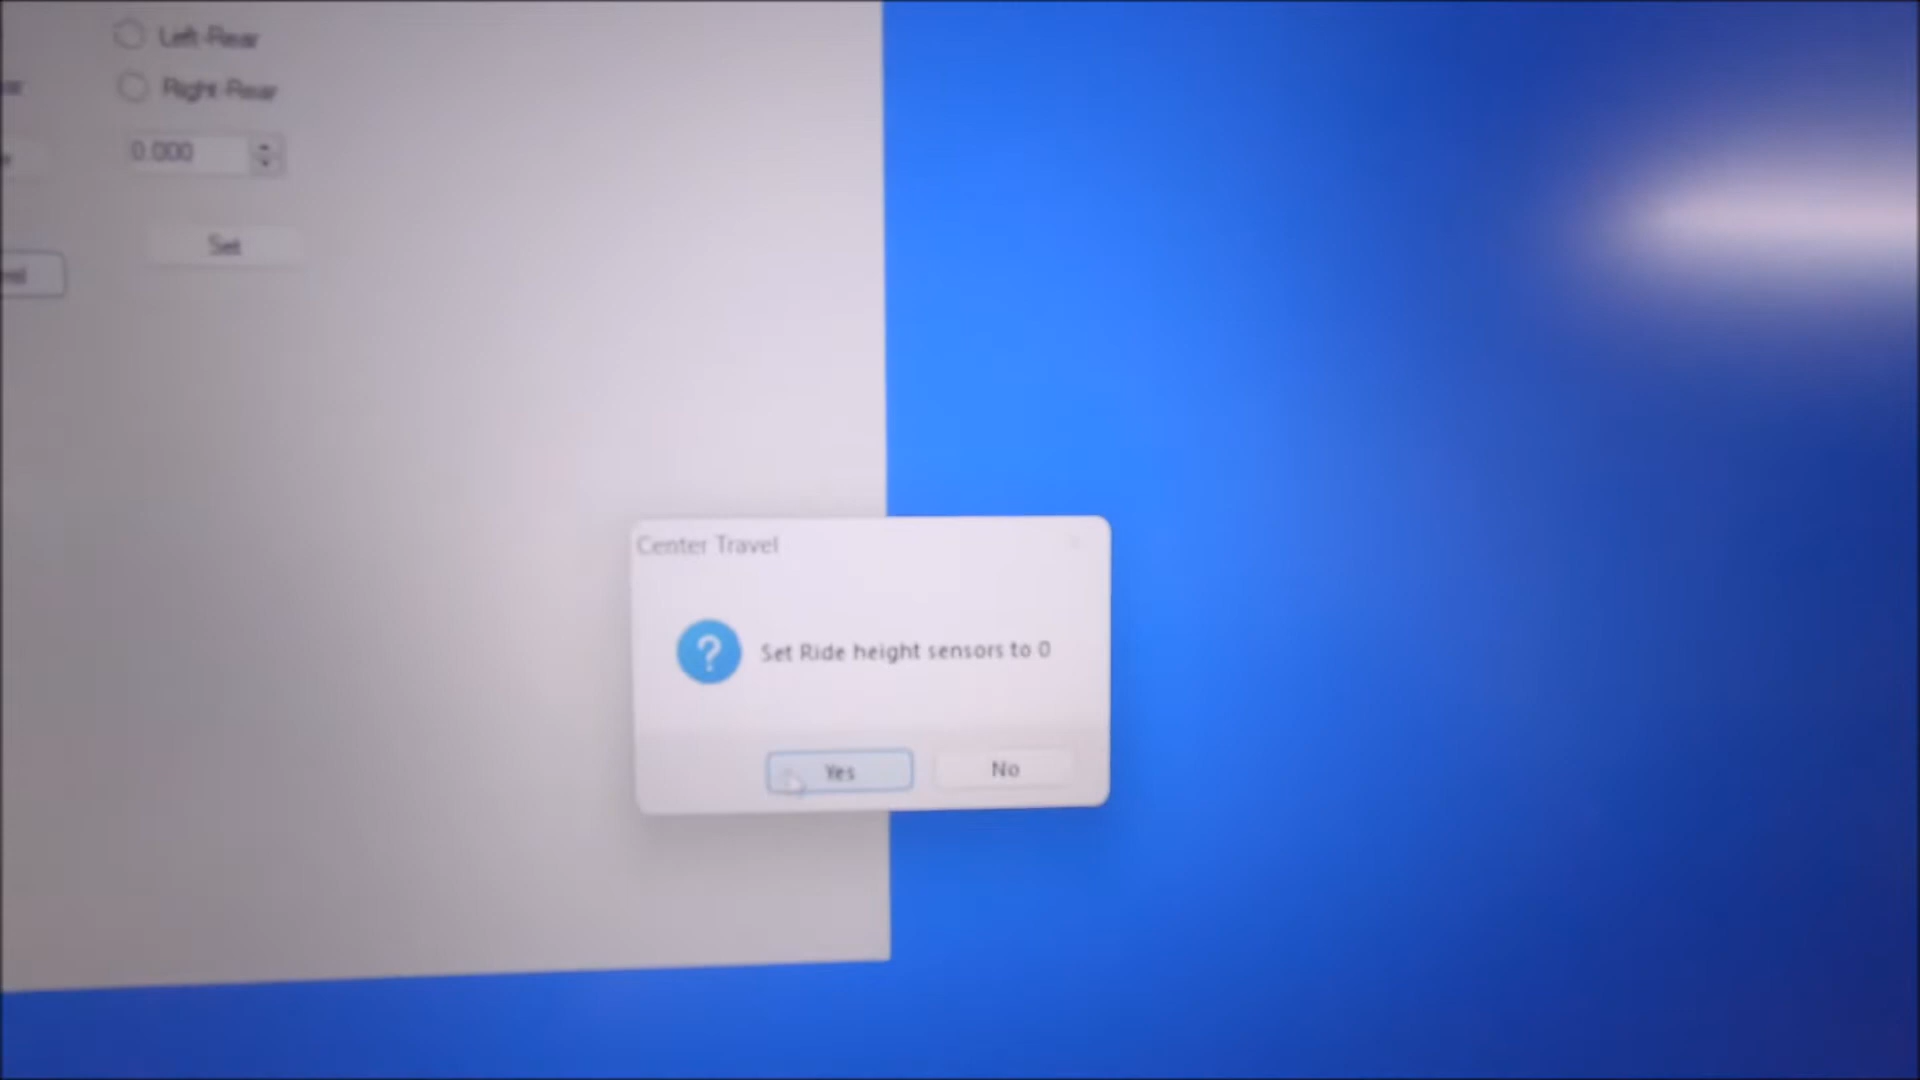 Left-Rear
Right-Rear
0.000
Set
Center Travel
Set Ride height sensors to 0
Yes
No